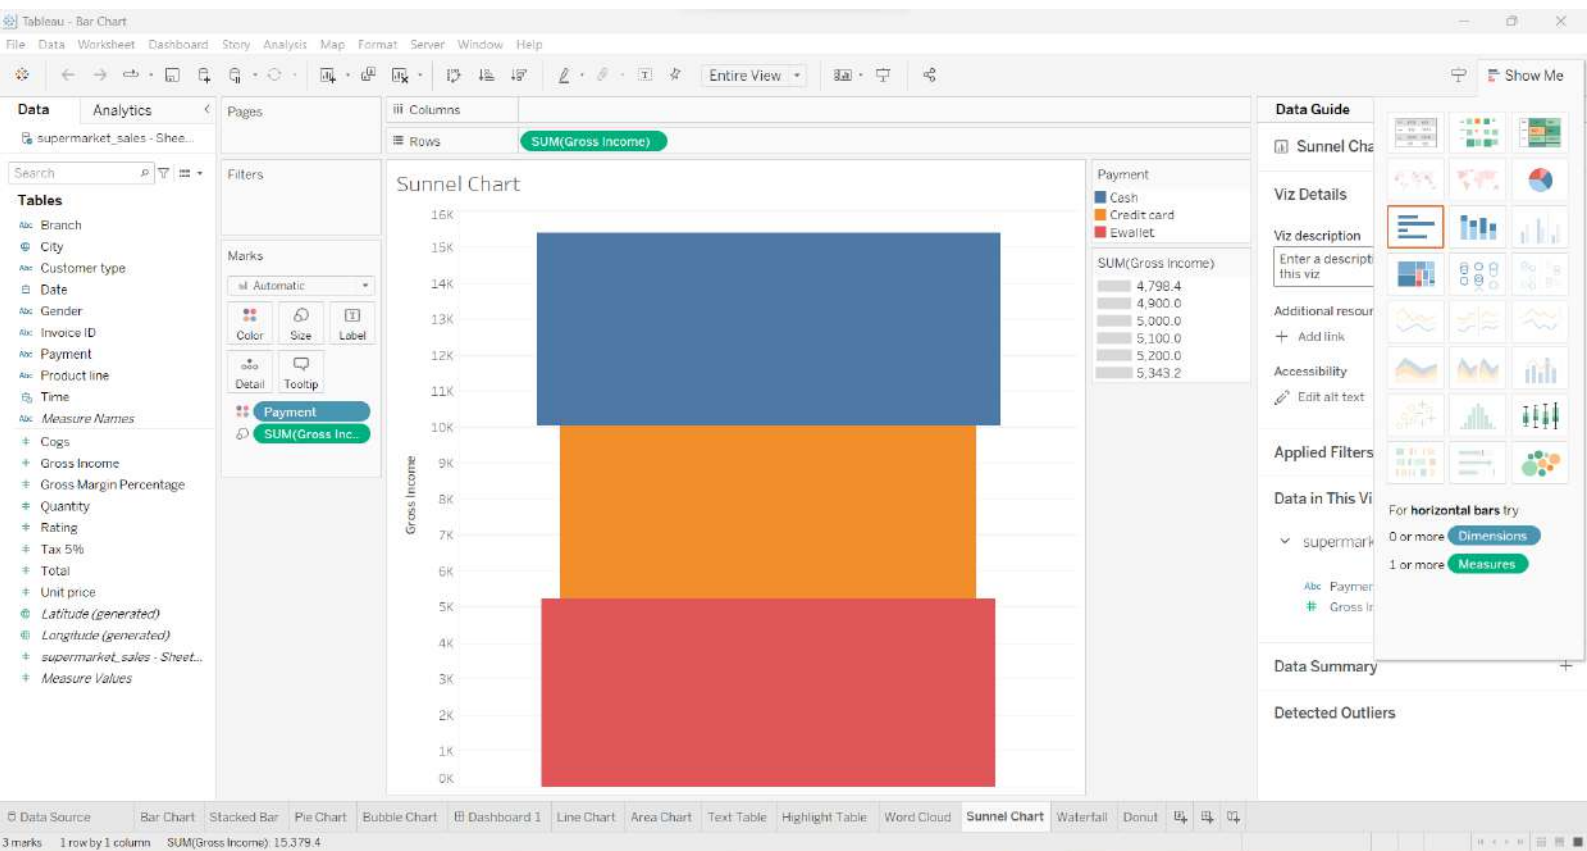 Tableau - Bar Chart
File Data Worksheet Dashboard Story Analysis Map Format Server Window Help
Entire View
Show Me
Data Analytics
supermarket_sales - Shee...
Search
Tables
Abc Branch
City
Abc Customer type
Date
Abc Gender
Abc Invoice ID
Abc Payment
Abc Product line
Time
Abc Measure Names
Cogs
Gross Income
Gross Margin Percentage
Quantity
Rating
Tax 5%
Total
Unit price
Latitude (generated)
Longitude (generated)
supermarket_sales - Sheet...
Measure Values
Pages
Filters
Marks
Automatic
Color Size Label
Detail Tooltip
Payment
SUM(Gross Inc..
Columns
Rows
SUM(Gross Income)
Sunnel Chart
16K
15K
14K
13K
12K
11K
10K
9K
8K
7K
6K
5K
4K
3K
2K
1K
0K
Gross Income
Payment
Cash
Credit card
Ewallet
SUM(Gross Income)
4,798.4
4,900.0
5,000.0
5,100.0
5,200.0
5,343.2
Data Guide
Sunnel Cha
Viz Details
Viz description
Enter a descripti
this viz
Additional resour
Add link
Accessibility
Edit alt text
Applied Filters
Data in This Vi
supermark
Abc Paymer
Gross Ir
Data Summary
Detected Outliers
For horizontal bars try
0 or more Dimensions
1 or more Measures
Data Source Bar Chart Stacked Bar Pie Chart Bubble Chart Dashboard 1 Line Chart Area Chart Text Table Highlight Table Word Cloud Sunnel Chart Waterfall Donut
3 marks 1 row by 1 column SUM(Gross Income): 15,379.4